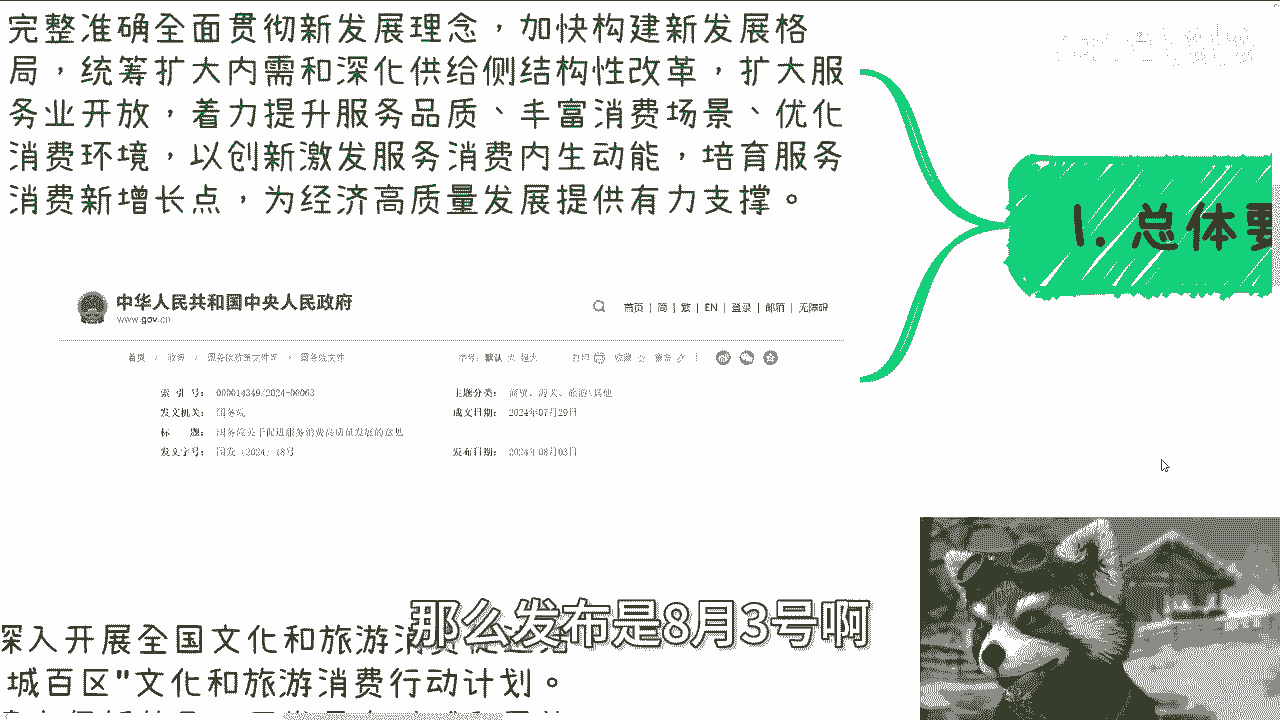 完整准确全面贯彻新发展理念，加快构建新发展格
局，统筹扩大内需和深化供给侧结构性改革，扩大服
务业开放，着力提升服务品质、丰富消费场景、优化
消费环境，以创新激发服务消费内生动能，培育服务
消费新增长点，为经济高质量发展提供有力支撑。
1. 总体要
中华人民共和国中央人民政府
www.gov.cn
首页 | 简 | 繁 | EN | 登录 | 邮箱 | 无障碍
首页 > 政策 > 国务院政策文件库 > 国务院文件
字号：默认 大 超大
打印 收藏 留言
索 引 号： 000014349/2024-00063
主题分类：
发文机关： 国务院
成文日期： 2024年07月29日
标 题： 国务院关于促进服务消费高质量发展的意见
发文字号： 国发〔2024〕18号
发布日期： 2024年08月03日
那么发布是8月3号啊
深入开展全国文化和旅游消费
城百区"文化和旅游消费行动计划。